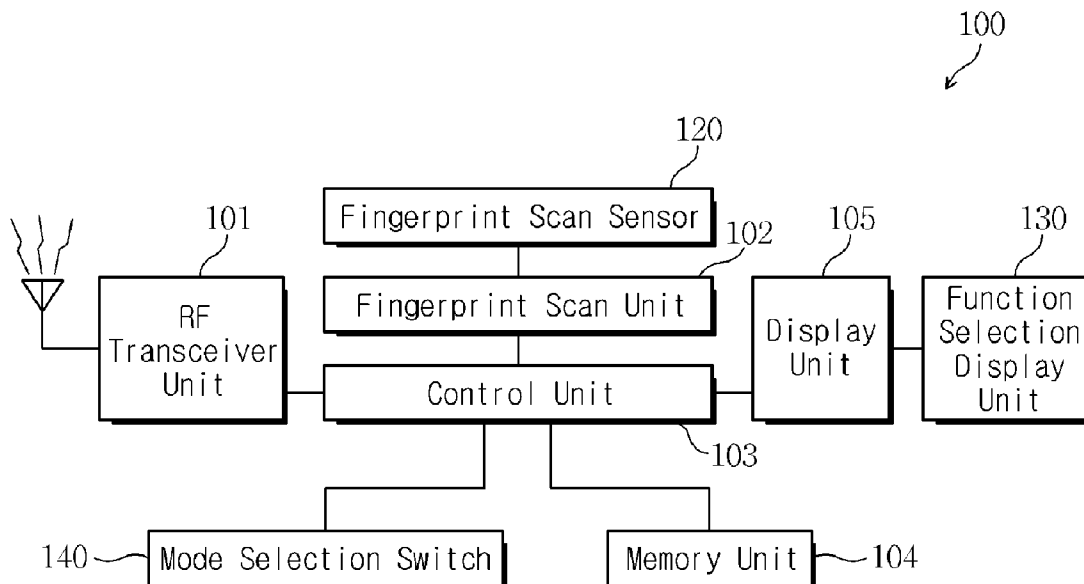 100
120
Fingerprint Scan Sensor
101
102
105
130
RF
Transceiver
Unit
Fingerprint Scan Unit
Display
Unit
Function
Selection
Display
Unit
Control Unit
103
140
Mode Selection Switch
Memory Unit
104